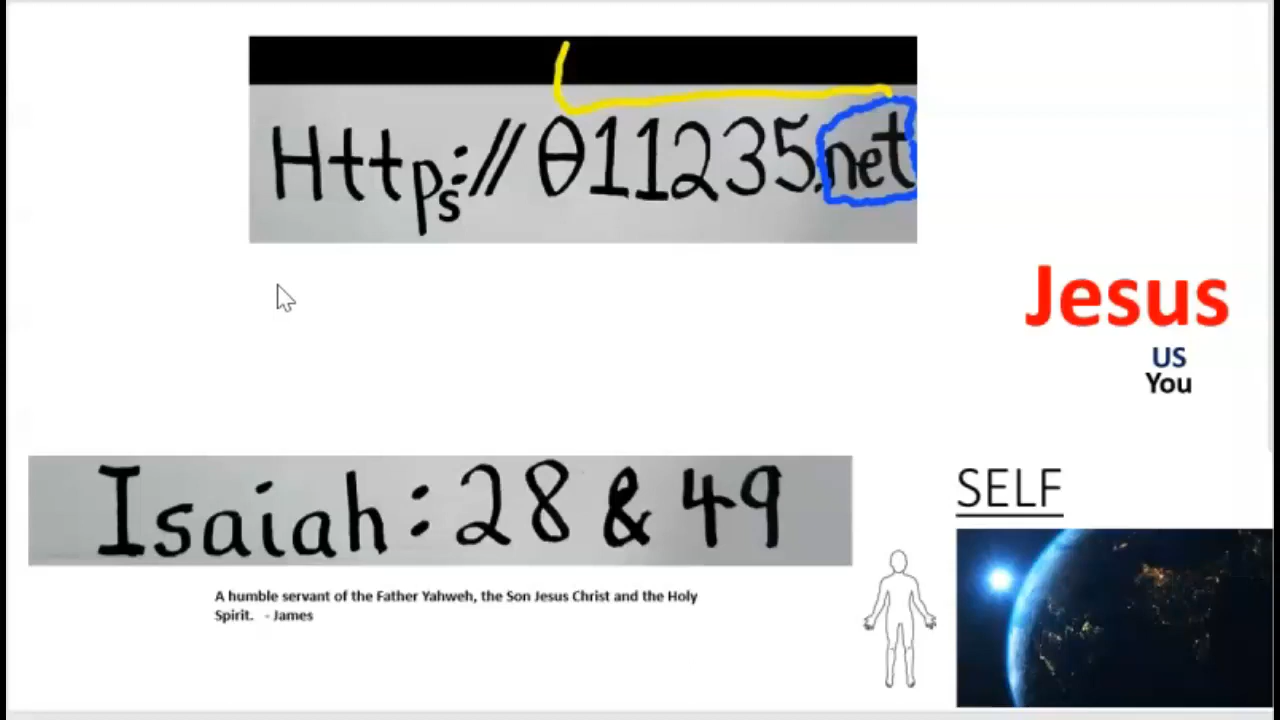 Https://θ11235.net
Jesus
US
You
Isaiah: 28 & 49
SELF
A humble servant of the Father Yahweh, the Son Jesus Christ and the Holy
Spirit. - James